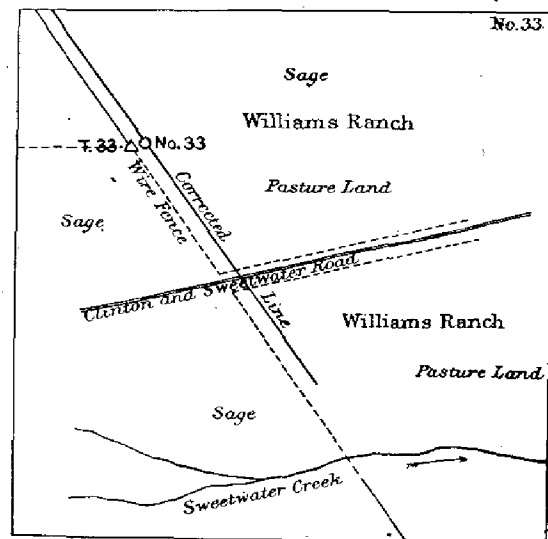 No.33
Sage
Williams Ranch
T.33 No.33
Wire Fence
Corrected Line
Pasture Land
Sage
Clinton and Sweetwater Road
Williams Ranch
Pasture Land
Sage
Sweetwater Creek